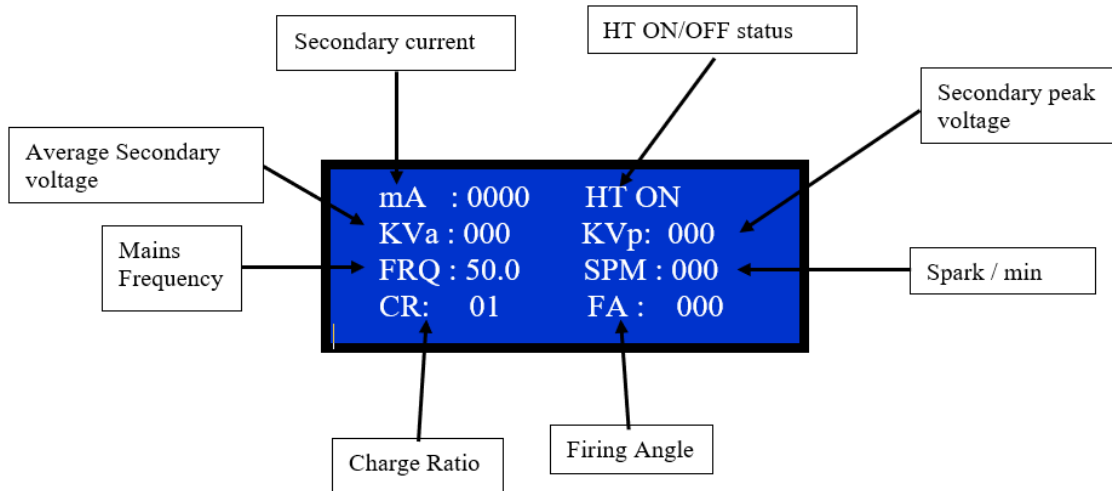 Secondary current
HT ON/OFF status
Secondary peak
voltage
Average Secondary
voltage
mA : 0000 HT ON
KVa : 000 KVp: 000
Mains
Frequency
FRQ : 50.0 SPM : 000
Spark / min
CR: 01 FA : 000
Charge Ratio
Firing Angle